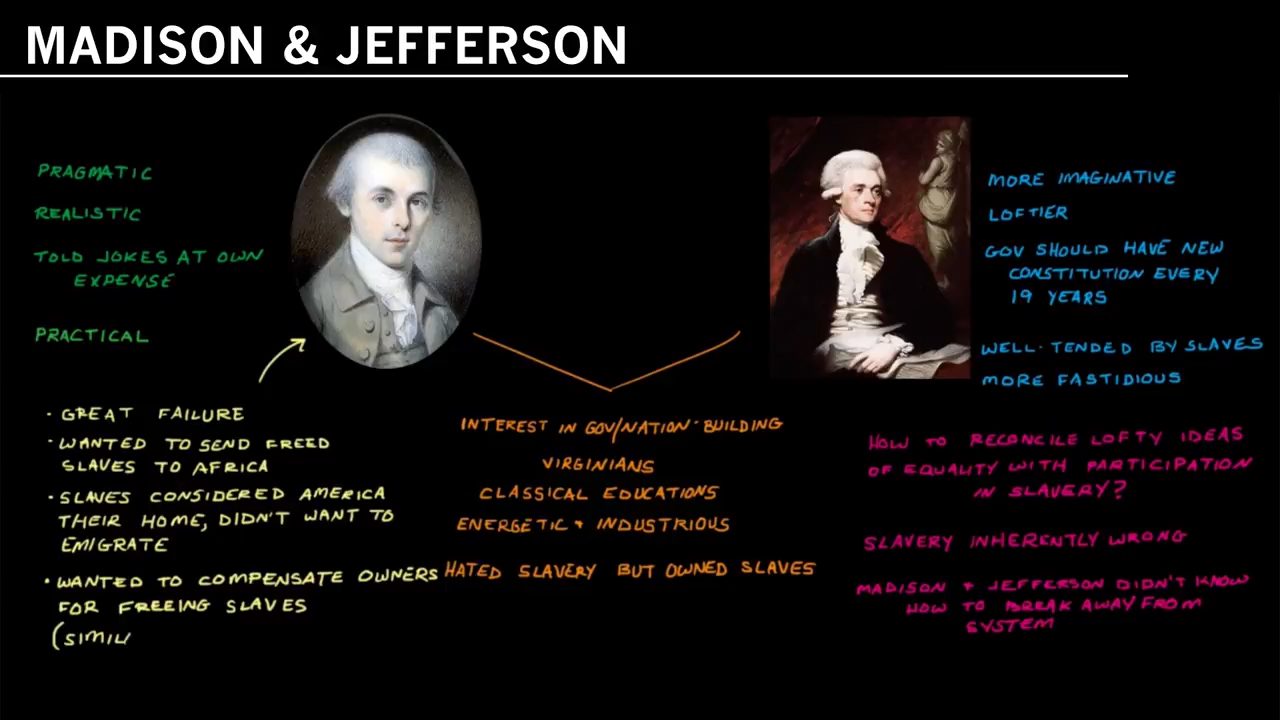 MADISON & JEFFERSON
PRAGMATIC
REALISTIC
TOLD JOKES AT OWN
EXPENSE
PRACTICAL
MORE IMAGINATIVE
LOFTIER
GOV SHOULD HAVE NEW
CONSTITUTION EVERY
19 YEARS
WELL-TENDED BY SLAVES
MORE FASTIDIOUS
• GREAT FAILURE
• WANTED TO SEND FREED
SLAVES TO AFRICA
• SLAVES CONSIDERED AMERICA
THEIR HOME, DIDN'T WANT TO
EMIGRATE
• WANTED TO COMPENSATE OWNERS
FOR FREEING SLAVES
(SIMIL
INTEREST IN GOV/NATION-BUILDING
VIRGINIANS
CLASSICAL EDUCATIONS
ENERGETIC + INDUSTRIOUS
HATED SLAVERY BUT OWNED SLAVES
HOW TO RECONCILE LOFTY IDEAS
OF EQUALITY WITH PARTICIPATION
IN SLAVERY?
SLAVERY INHERENTLY WRONG
MADISON + JEFFERSON DIDN'T KNOW
HOW TO BREAK AWAY FROM
SYSTEM